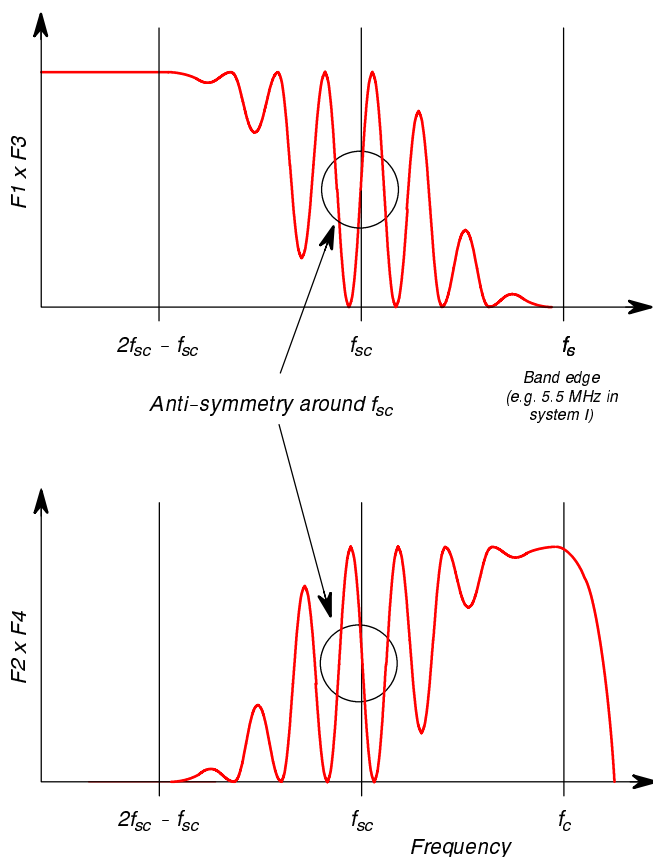 F1 x F3
2fsc - fsc
fsc
f
Band edge
(e.g. 5.5 MHz in
system I)
Anti-symmetry around fsc
F2 x F4
2fsc - fsc
fsc
fc
Frequency